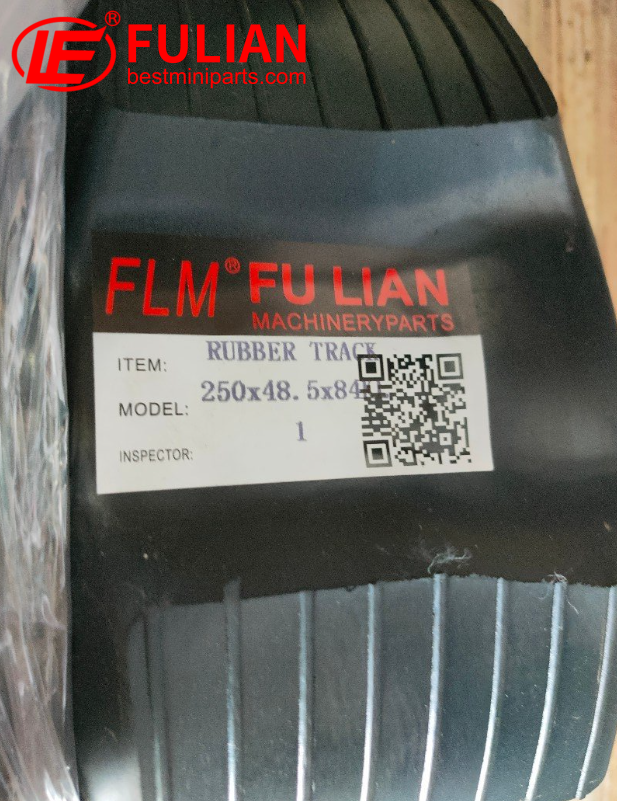 FULIAN®
bestminiparts.com
FLM® FU LIAN
MACHINERYPARTS
ITEM: RUBBER TRACK
MODEL: 250x48.5x84
INSPECTOR: 1